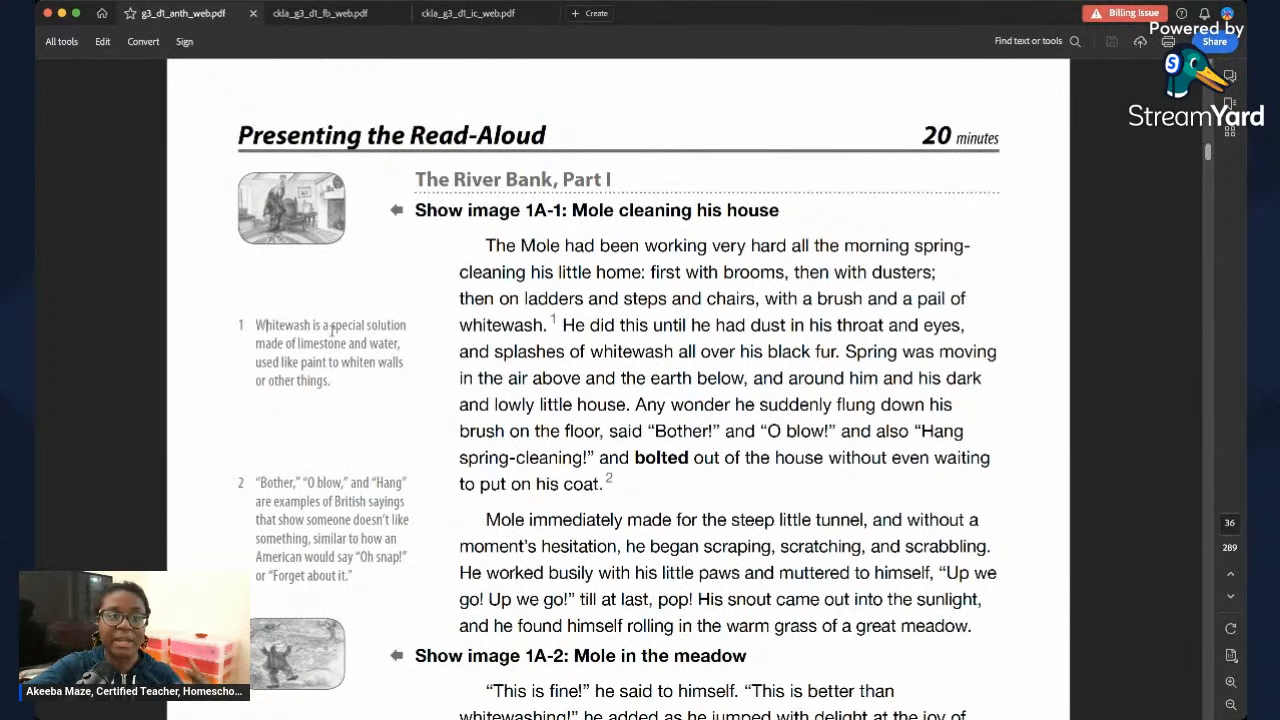 g3_d1_anth_web.pdf
ckla_g3_d1_fb_web.pdf
ckla_g3_d1_ic_web.pdf
Create
Billing Issue
All tools
Edit
Convert
Sign
Find text or tools
Share
Powered by
StreamYard
Presenting the Read-Aloud
20 minutes
The River Bank, Part I
Show image 1A-1: Mole cleaning his house
The Mole had been working very hard all the morning spring-
cleaning his little home: first with brooms, then with dusters;
then on ladders and steps and chairs, with a brush and a pail of
whitewash. 1 He did this until he had dust in his throat and eyes,
and splashes of whitewash all over his black fur. Spring was moving
in the air above and the earth below, and around him and his dark
and lowly little house. Any wonder he suddenly flung down his
brush on the floor, said “Bother!” and “O blow!” and also “Hang
spring-cleaning!” and bolted out of the house without even waiting
to put on his coat. 2
1 Whitewash is a special solution
made of limestone and water,
used like paint to whiten walls
or other things.
2 “Bother,” “O blow,” and “Hang”
are examples of British sayings
that show someone doesn’t like
something, similar to how an
American would say “Oh snap!”
or “Forget about it.”
Mole immediately made for the steep little tunnel, and without a
moment’s hesitation, he began scraping, scratching, and scrabbling.
He worked busily with his little paws and muttered to himself, “Up we
go! Up we go!” till at last, pop! His snout came out into the sunlight,
and he found himself rolling in the warm grass of a great meadow.
Show image 1A-2: Mole in the meadow
“This is fine!” he said to himself. “This is better than
whitewashing!” he added as he jumped with delight at the joy of
36
289
Akeeba Maze, Certified Teacher, Homescho...